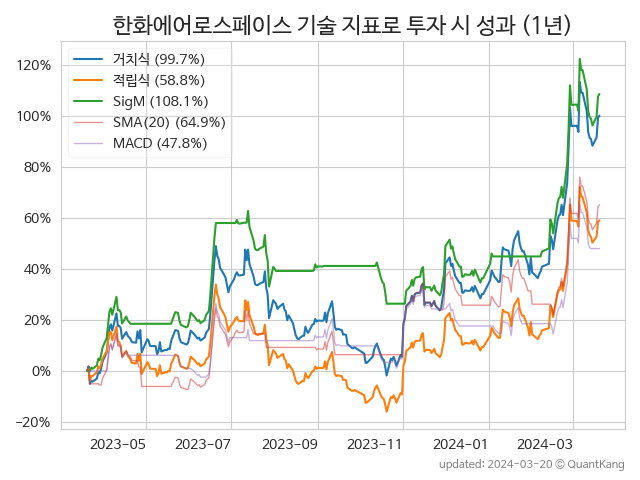 한화에어로스페이스 기술 지표로 투자 시 성과 (1년)
거치식 (99.7%)
적립식 (58.8%)
SigM (108.1%)
SMA(20) (64.9%)
MACD (47.8%)
120%
100%
80%
60%
40%
20%
0%
−20%
2023-05 2023-07 2023-09 2023-11 2024-01 2024-03
updated: 2024-03-20 © QuantKang